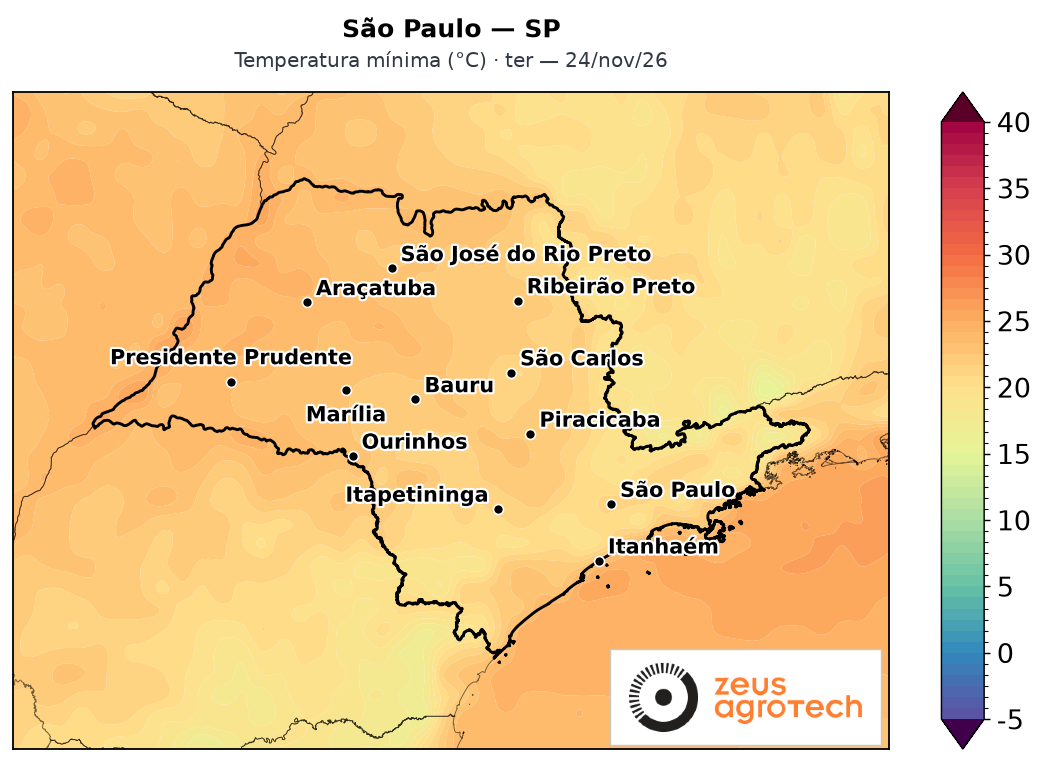 São Paulo — SP
Temperatura mínima (°C) · ter — 24/nov/26
São José do Rio Preto
Araçatuba
Ribeirão Preto
Presidente Prudente
São Carlos
Bauru
Marília
Piracicaba
Ourinhos
Itapetininga
São Paulo
Itanhaém
40
35
30
25
20
15
10
5
0
-5
zeus
agrotech